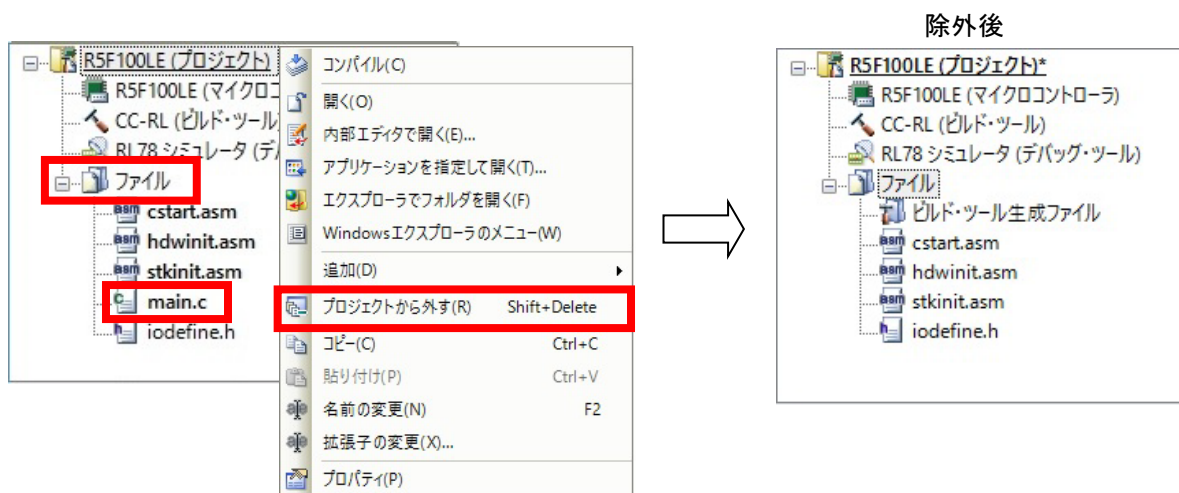 R5F100LE (プロジェクト)
R5F100LE (マイクロコ
CC-RL (ビルド・ツール
RL78 シミュレータ (デ
ファイル
cstart.asm
hdwinit.asm
stkinit.asm
main.c
iodefine.h
コンパイル(C)
開く(O)
内部エディタで開く(E)...
アプリケーションを指定して開く(T)...
エクスプローラでフォルダを開く(F)
Windowsエクスプローラのメニュー(W)
追加(D)
プロジェクトから外す(R) Shift+Delete
コピー(C) Ctrl+C
貼り付け(P) Ctrl+V
名前の変更(N) F2
拡張子の変更(X)...
プロパティ(P)
除外後
R5F100LE (プロジェクト)*
R5F100LE (マイクロコントローラ)
CC-RL (ビルド・ツール)
RL78 シミュレータ (デバッグ・ツール)
ファイル
ビルド・ツール生成ファイル
cstart.asm
hdwinit.asm
stkinit.asm
iodefine.h